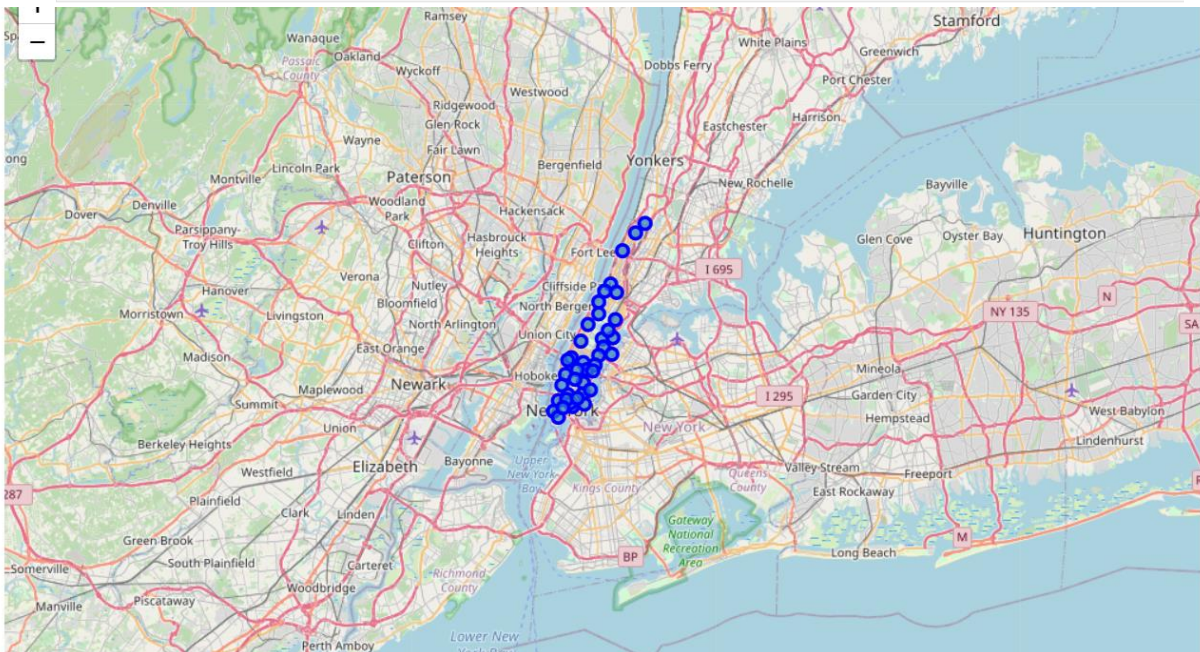 +
−
Ramsey
Stamford
Wanaque
White Plains
Oakland
Greenwich
Passaic
County
Wyckoff
Dobbs Ferry
Port Chester
Westwood
Ridgewood
Harrison
Glen Rock
Eastchester
Wayne
Fair Lawn
ong
Lincoln Park
Bergenfield
Yonkers
Montville
Paterson
New Rochelle
Bayville
Denville
Woodland
Park
Dover
Hackensack
Parsippany-
Troy Hills
Clifton
Hasbrouck
Heights
Fort Lee
Glen Cove
Oyster Bay
Huntington
I 695
Verona
Nutley
Cliffside P
Hanover
Bloomfield
North Berge
N
Morristown
Livingston
North Arlington
Union City
NY 135
SA
East Orange
Madison
Hoboke
Mineola
Maplewood
Newark
I 295
Garden City
Summit
New York
West Babylon
Union
New York
Hempstead
Berkeley Heights
Lindenhurst
Elizabeth
Bayonne
Upper
New York
Bay
Westfield
Valley Stream
Freeport
287
Kings County
Queens
County
East Rockaway
Plainfield
Clark
Linden
Gateway
National
Recreation
Area
Green Brook
M
Long Beach
South Plainfield
Carteret
BP
Somerville
Richmond
County
Woodbridge
Manville
Piscataway
Perth Amboy
Lower New